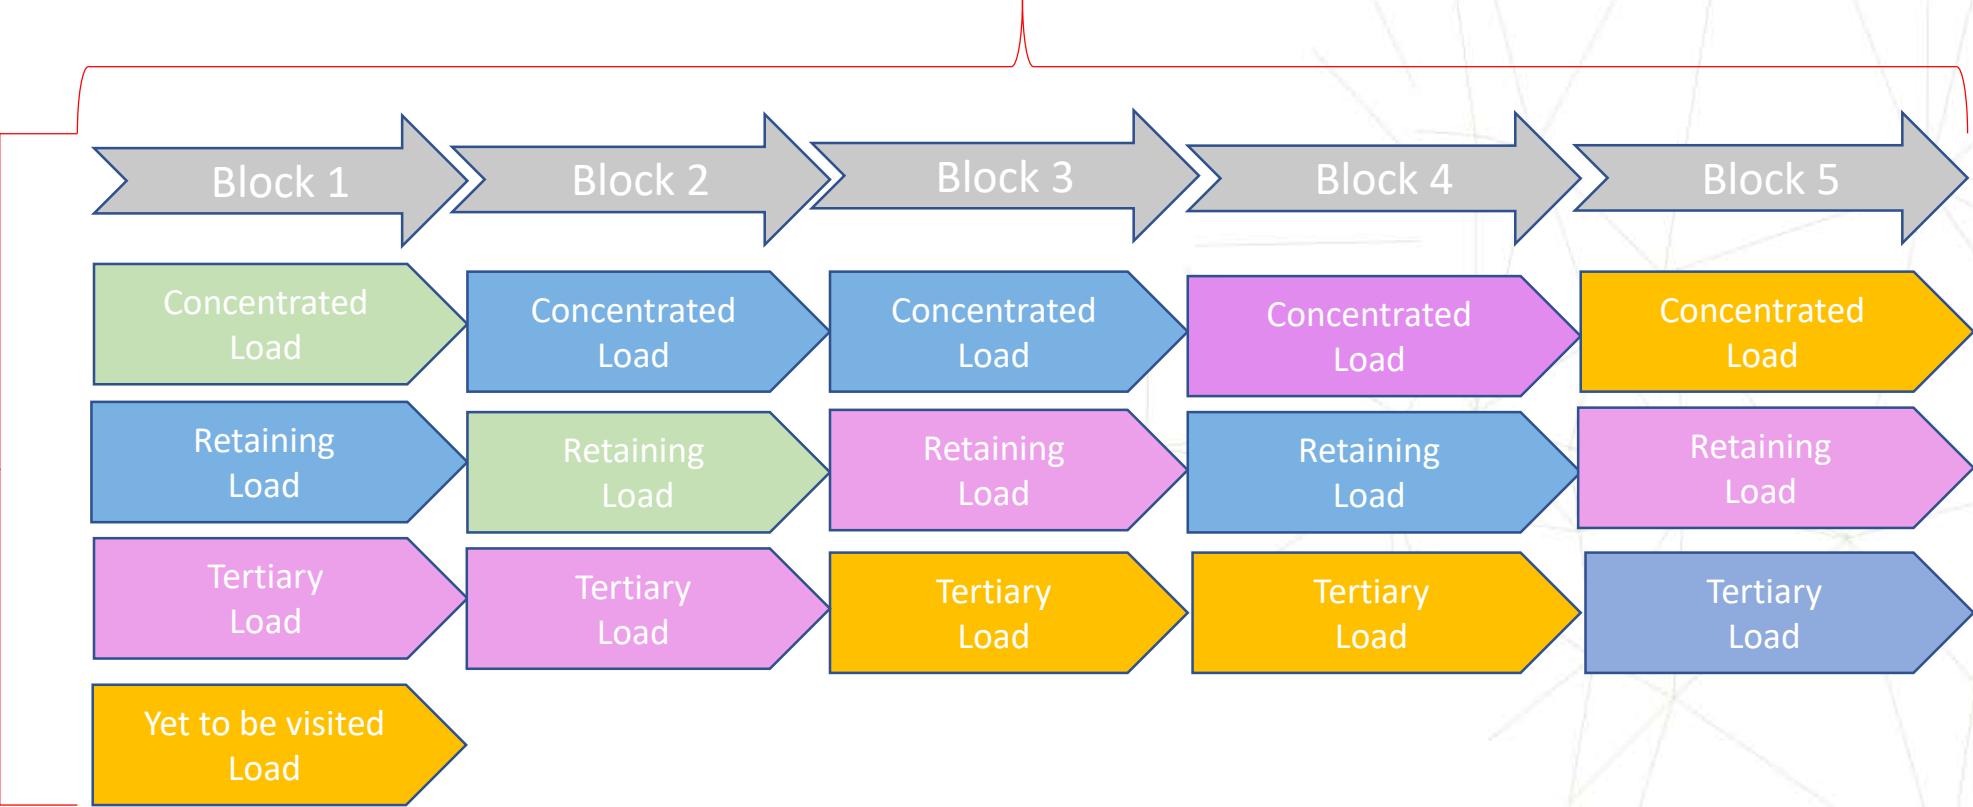 Block 1
Block 2
Block 3
Block 4
Block 5
Concentrated
Load
Concentrated
Load
Concentrated
Load
Concentrated
Load
Concentrated
Load
Retaining
Load
Retaining
Load
Retaining
Load
Retaining
Load
Retaining
Load
Tertiary
Load
Tertiary
Load
Tertiary
Load
Tertiary
Load
Tertiary
Load
Yet to be visited
Load